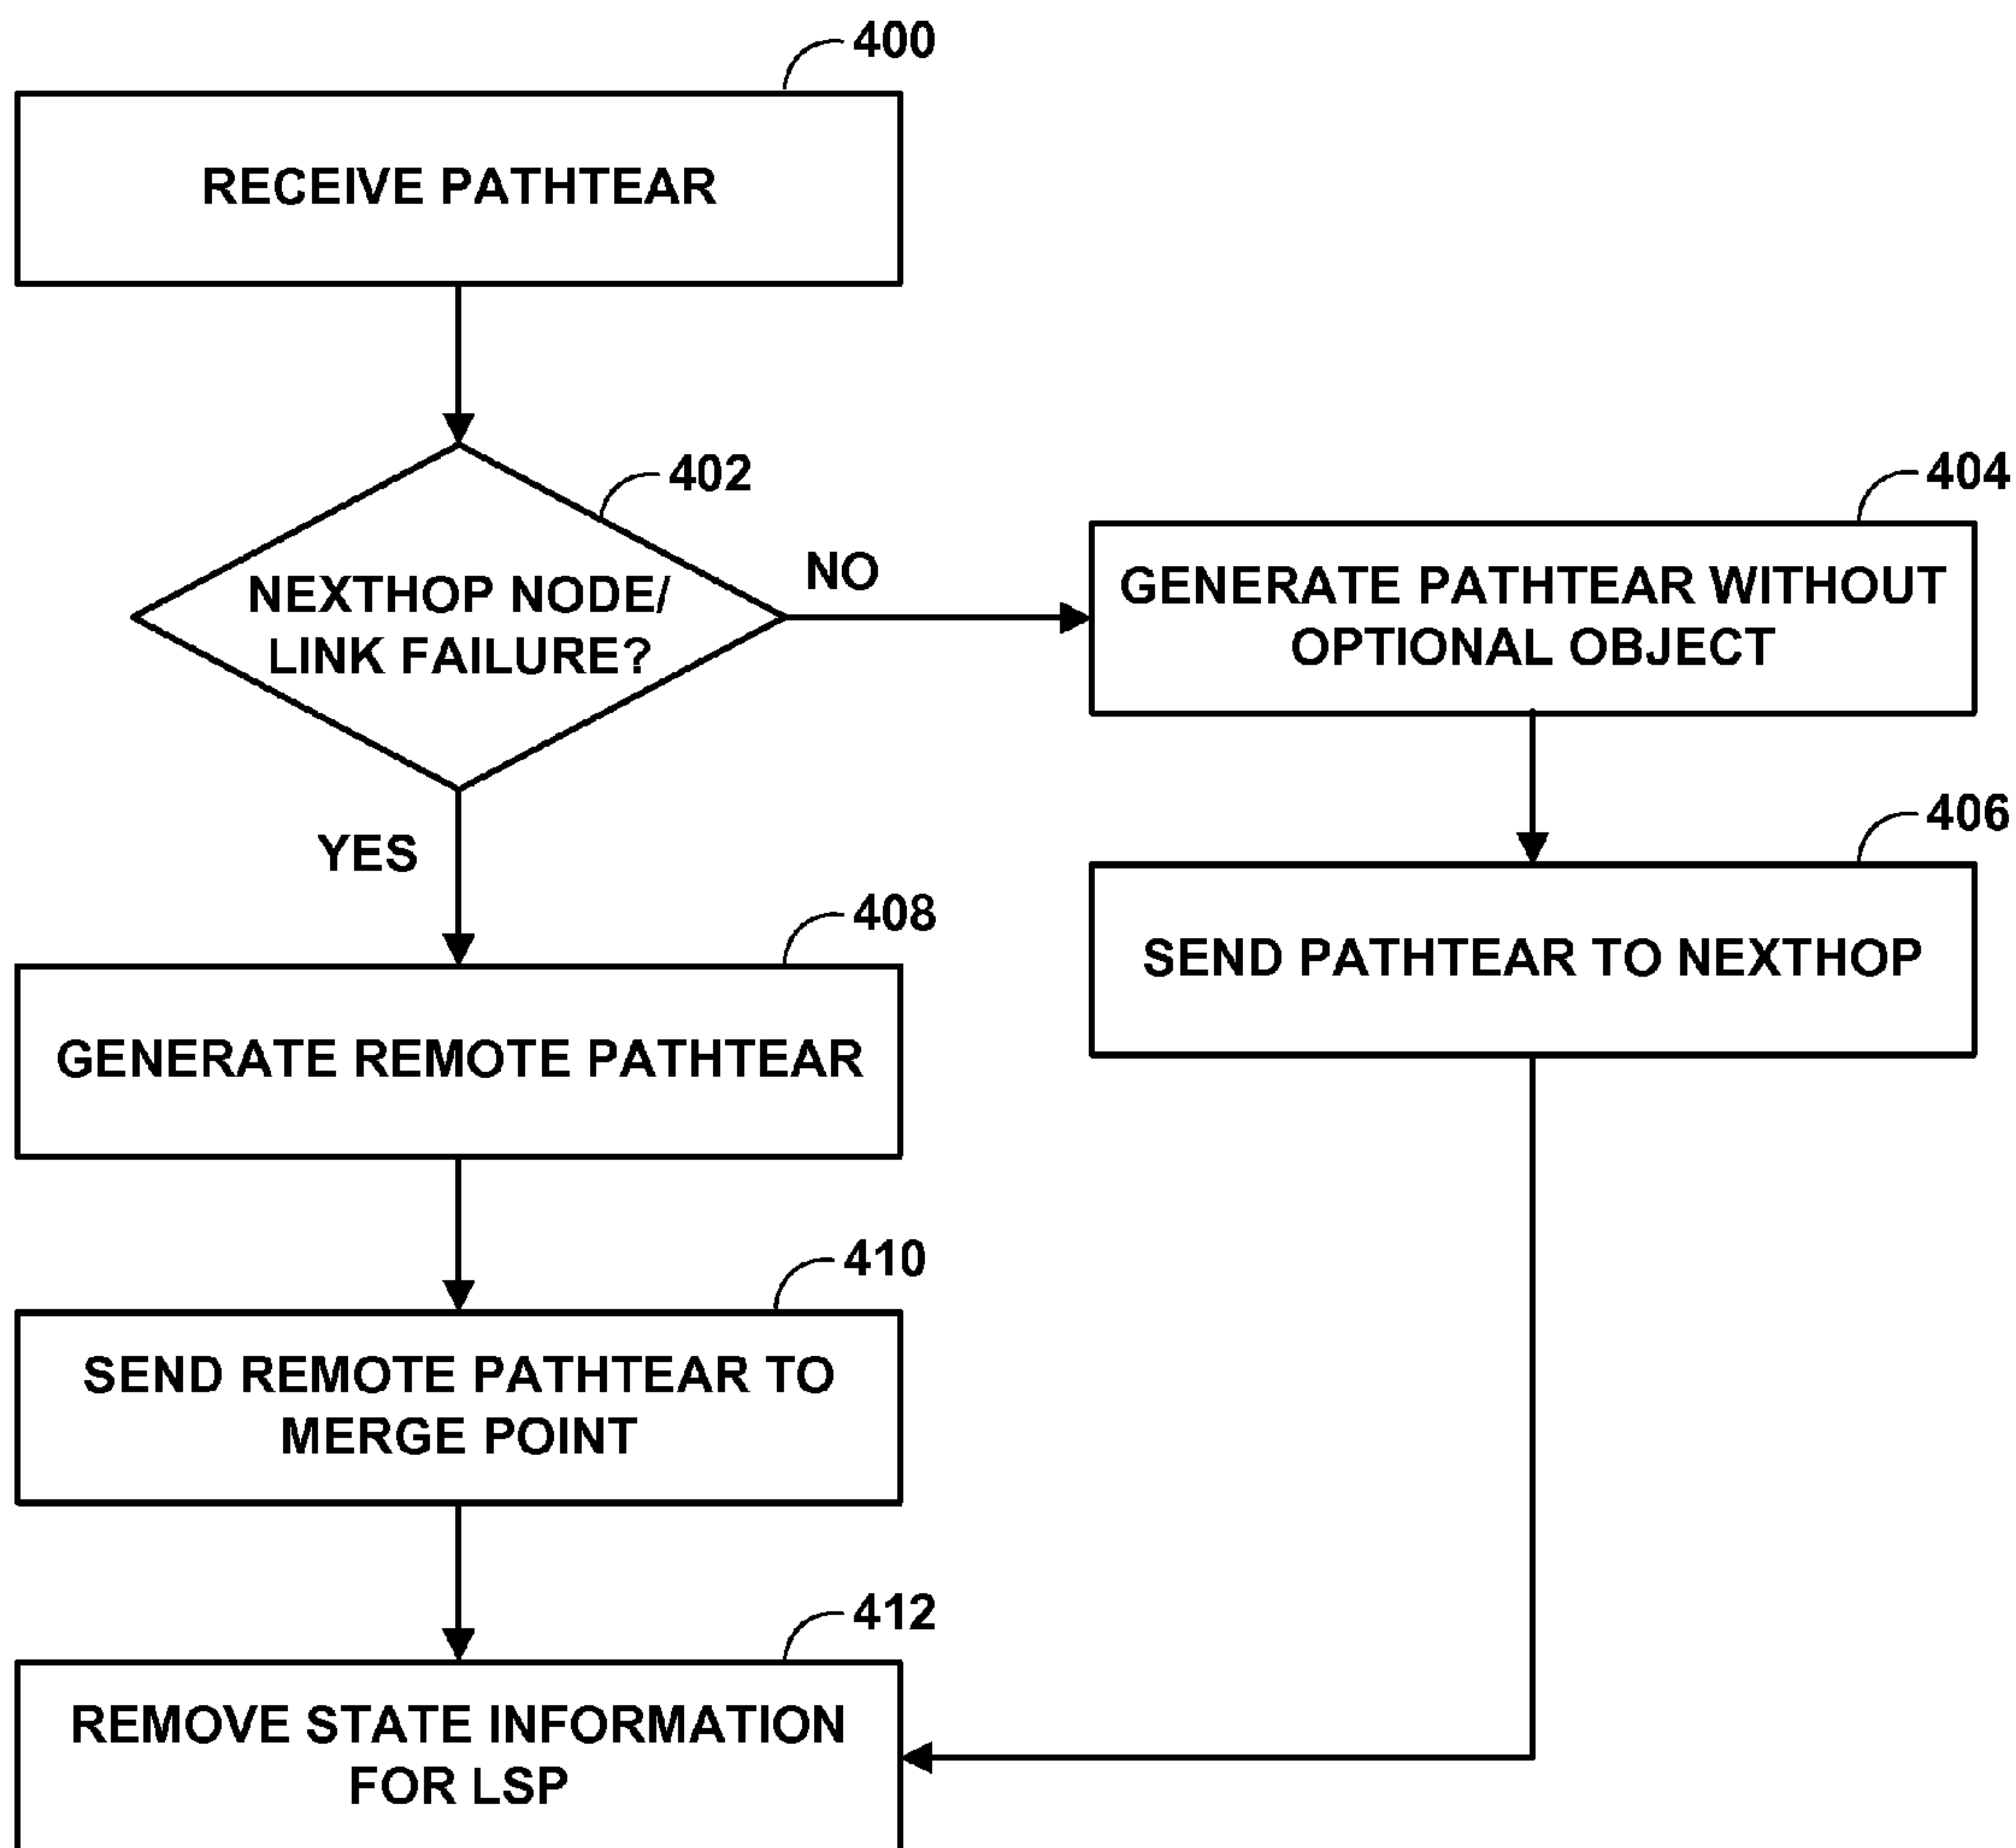 400
RECEIVE PATHTEAR
402
NEXTHOP NODE/
LINK FAILURE?
NO
YES
404
GENERATE PATHTEAR WITHOUT
OPTIONAL OBJECT
406
SEND PATHTEAR TO NEXTHOP
408
GENERATE REMOTE PATHTEAR
410
SEND REMOTE PATHTEAR TO
MERGE POINT
412
REMOVE STATE INFORMATION
FOR LSP